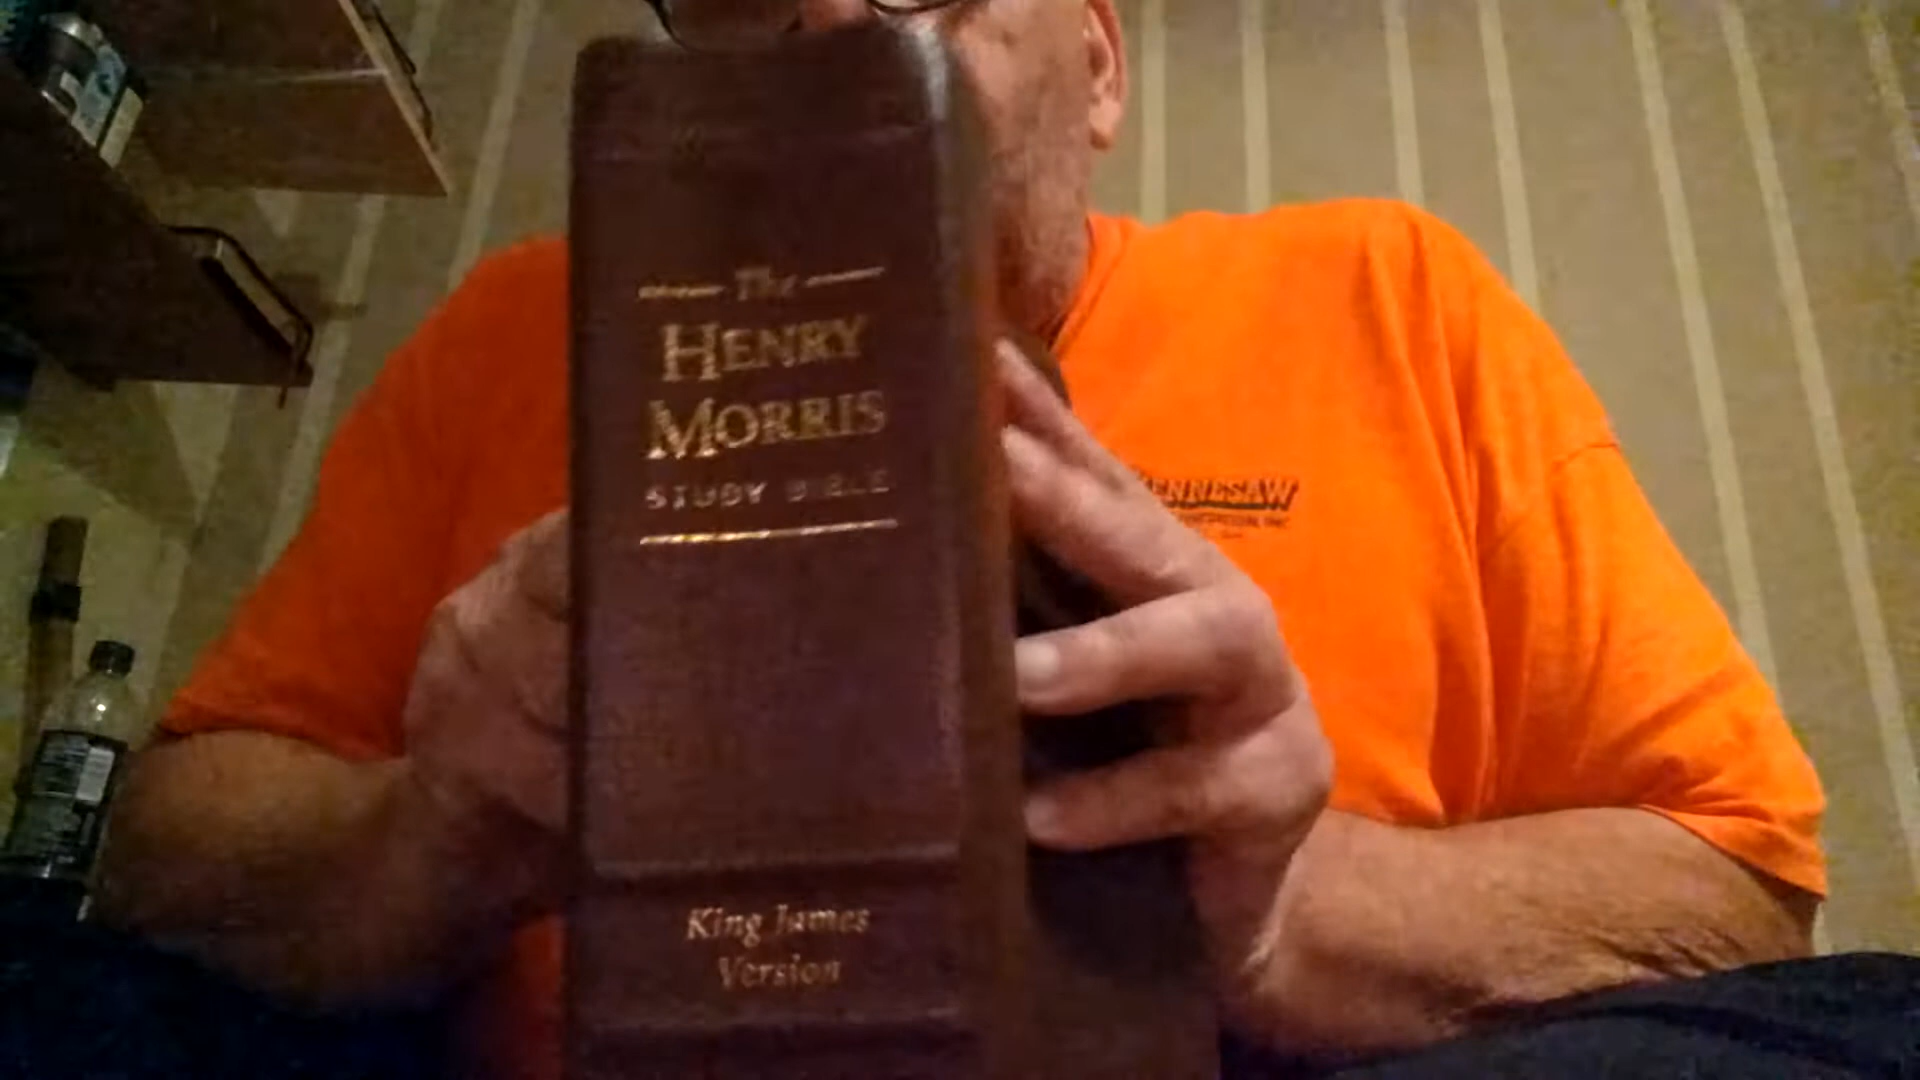 The
HENRY
MORRIS
STUDY BIBLE
King James
Version
KENNESAW